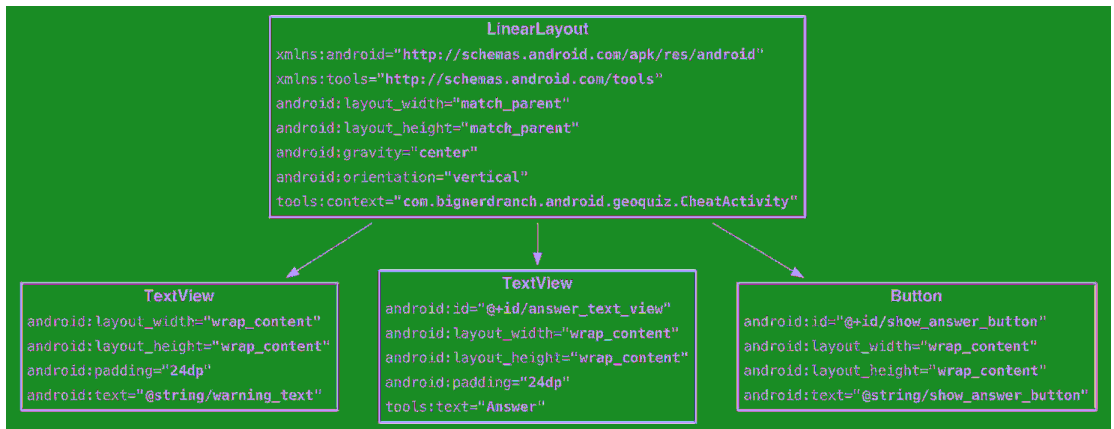 LinearLayout
xmlns:android="http://schemas.android.com/apk/res/android"
xmlns:tools="http://schemas.android.com/tools"
android:layout_width="match_parent"
android:layout_height="match_parent"
android:gravity="center"
android:orientation="vertical"
tools:context="com.bignerdranch.android.geoquiz.CheatActivity"
TextView
android:layout_width="wrap_content"
android:layout_height="wrap_content"
android:padding="24dp"
android:text="@string/warning_text"
TextView
android:id="@+id/answer_text_view"
android:layout_width="wrap_content"
android:layout_height="wrap_content"
android:padding="24dp"
tools:text="Answer"
Button
android:id="@+id/show_answer_button"
android:layout_width="wrap_content"
android:layout_height="wrap_content"
android:text="@string/show_answer_button"